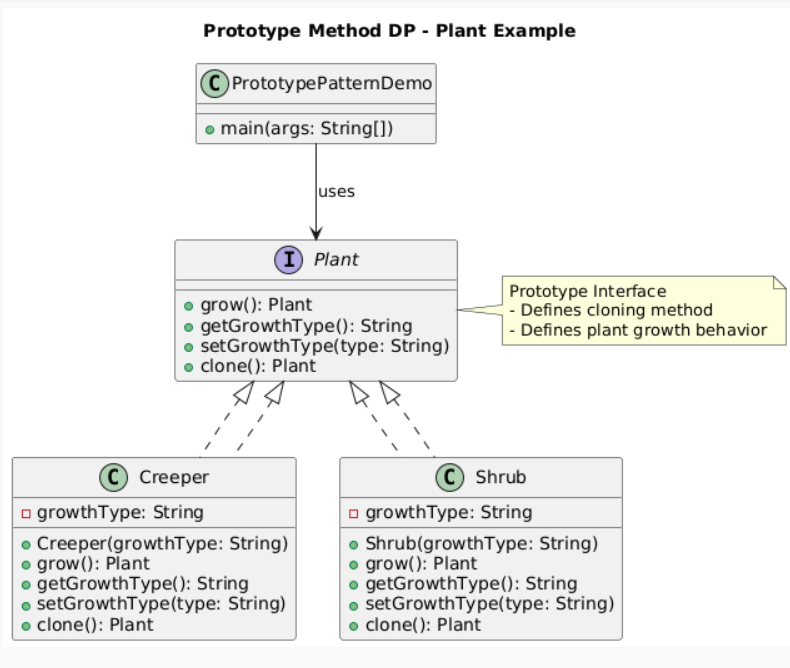 Prototype Method DP - Plant Example
C PrototypePatternDemo
main(args: String[])
uses
I Plant
grow(): Plant
getGrowthType(): String
setGrowthType(type: String)
clone(): Plant
Prototype Interface
- Defines cloning method
- Defines plant growth behavior
C Creeper
growthType: String
Creeper(growthType: String)
grow(): Plant
getGrowthType(): String
setGrowthType(type: String)
clone(): Plant
C Shrub
growthType: String
Shrub(growthType: String)
grow(): Plant
getGrowthType(): String
setGrowthType(type: String)
clone(): Plant